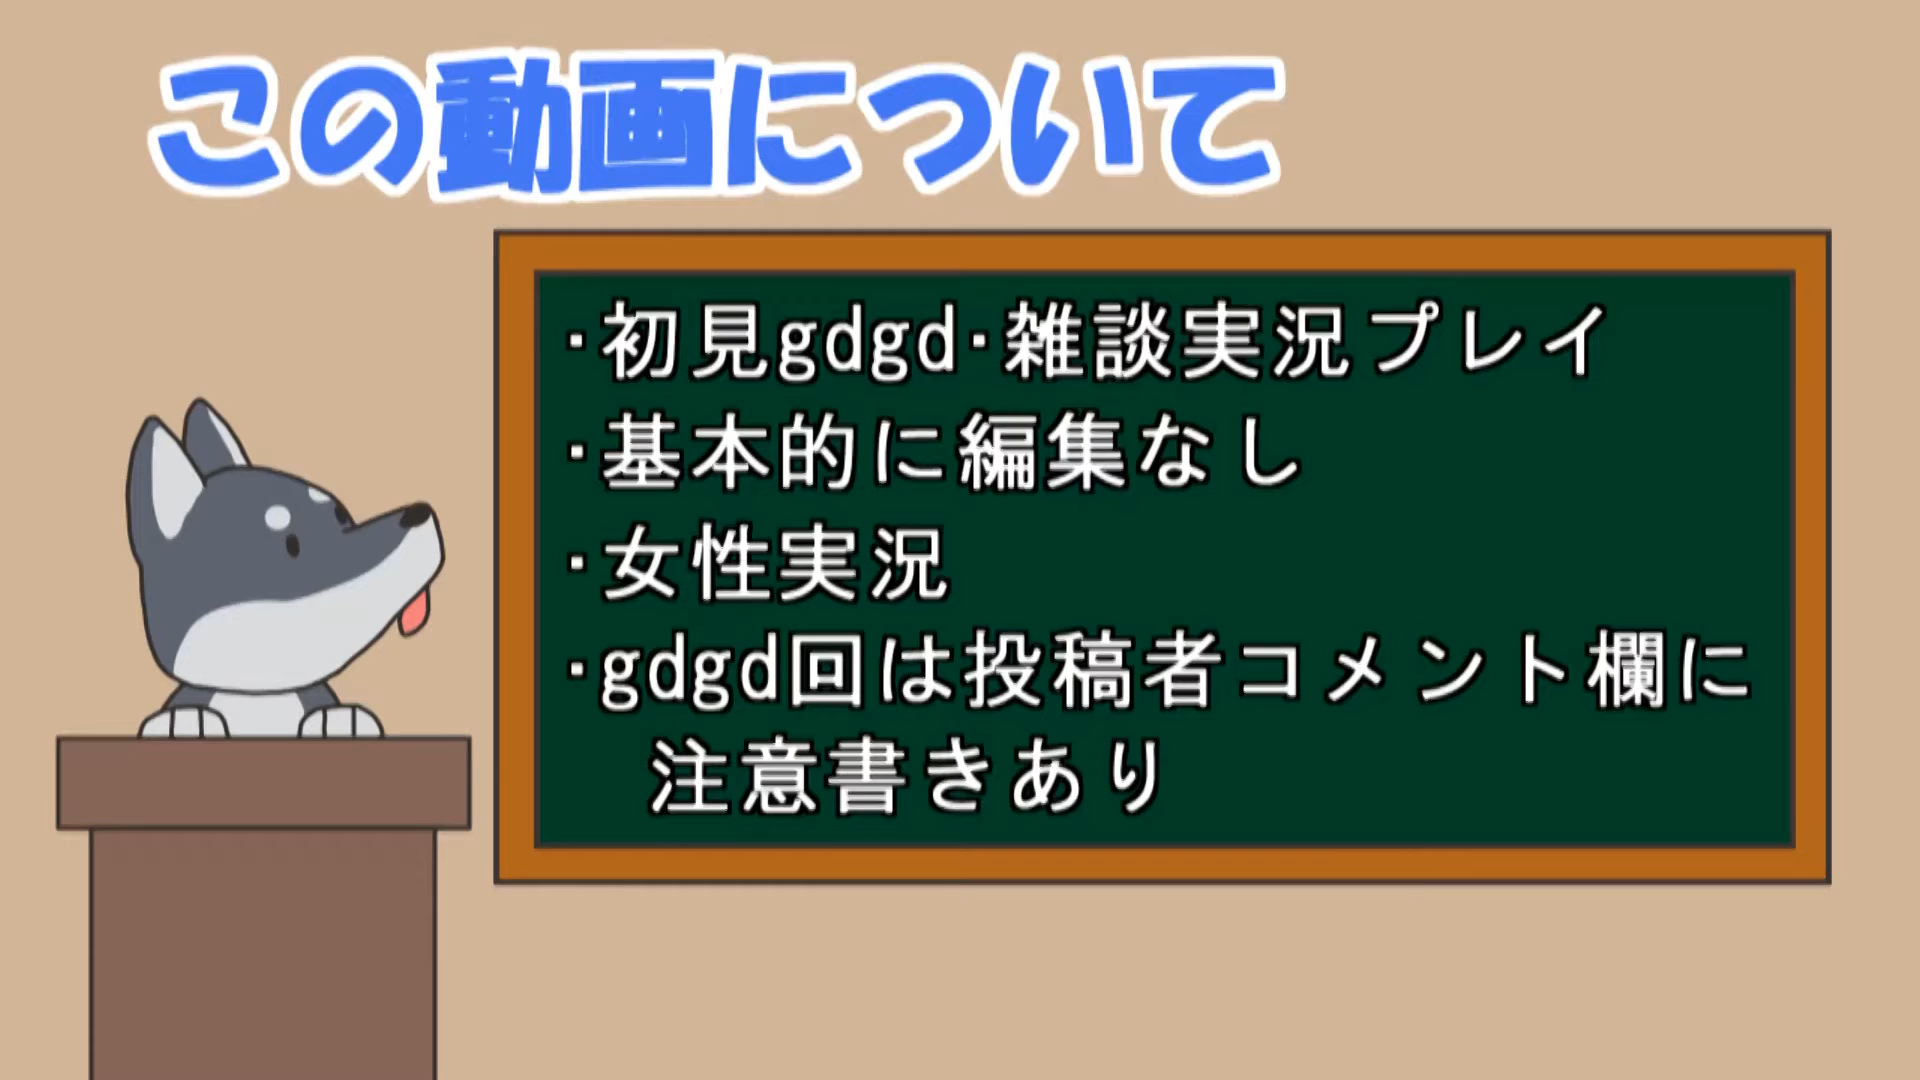 この動画について
・初見gdgd・雑談実況プレイ
・基本的に編集なし
・女性実況
・gdgd回は投稿者コメント欄に
注意書きあり